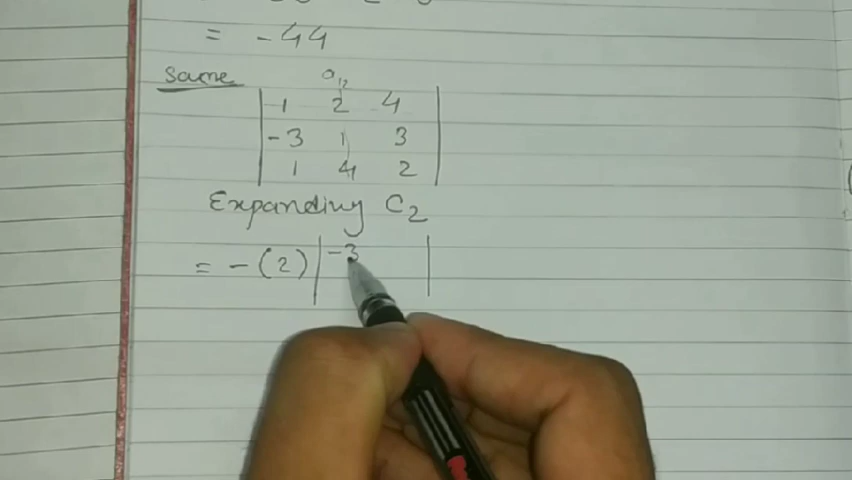 = -44
Same
a12
1 2 4
-3 1 3
1 4 2
Expanding C2
= -(2) | -3 |